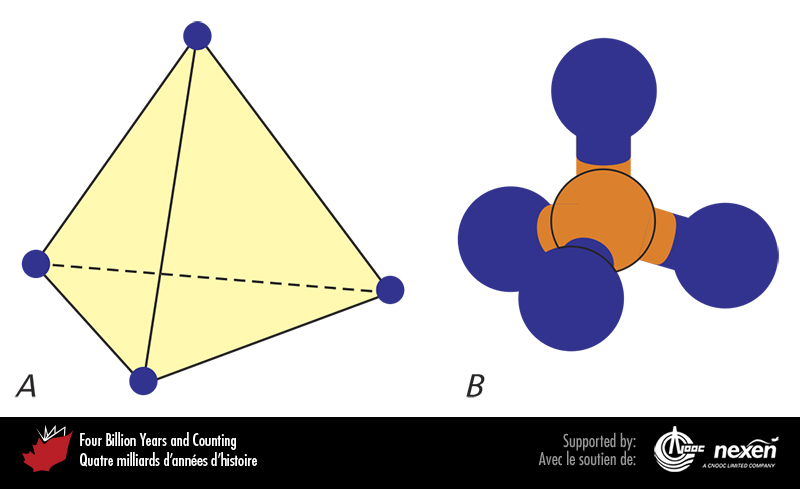 A
B
Four Billion Years and Counting
Quatre milliards d'années d'histoire
Supported by:
Avec le soutien de:
CNOOC
nexen
A CNOOC LIMITED COMPANY